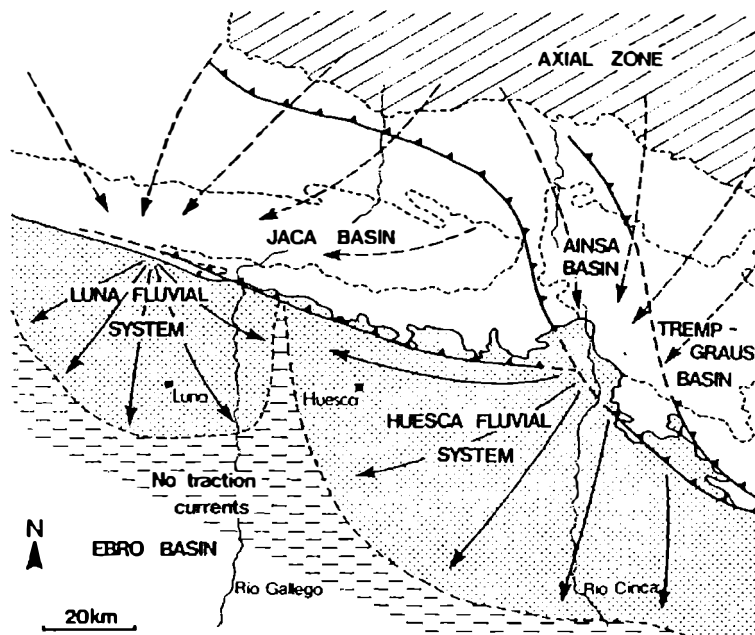 AXIAL ZONE
JACA BASIN
AINSA
BASIN
LUNA FLUVIAL
SYSTEM
TREMP-
GRAUS
BASIN
Luna
Huesca
HUESCA FLUVIAL
SYSTEM
No traction
currents
N
EBRO BASIN
Rio Gallego
Rio Cinca
20km